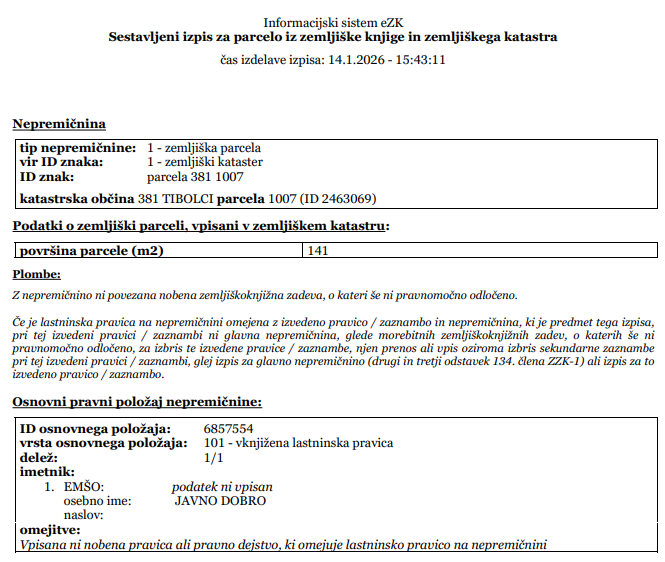 Informacijski sistem eZK
Sestavljeni izpis za parcelo iz zemljiške knjige in zemljiškega katastra
čas izdelave izpisa: 14.1.2026 - 15:43:11
Nepremičnina
tip nepremičnine: 1 - zemljiška parcela
vir ID znaka: 1 - zemljiški kataster
ID znak: parcela 381 1007
katastrska občina 381 TIBOLCI parcela 1007 (ID 2463069)
Podatki o zemljiški parceli, vpisani v zemljiškem katastru:
površina parcele (m2) 141
Plombe:
Z nepremičnino ni povezana nobena zemljiškoknjižna zadeva, o kateri še ni pravnomočno odločeno.
Če je lastninska pravica na nepremičnini omejena z izvedeno pravico / zaznambo in nepremičnina, ki je predmet tega izpisa,
pri tej izvedeni pravici / zaznambi ni glavna nepremičnina, glede morebitnih zemljiškoknjižnih zadev, o katerih še ni
pravnomočno odločeno, za izbris te izvedene pravice / zaznambe, njen prenos ali vpis oziroma izbris sekundarne zaznambe
pri tej izvedeni pravici / zaznambi, glej izpis za glavno nepremičnino (drugi in tretji odstavek 134. člena ZZK-1) ali izpis za to
izvedeno pravico / zaznambo.
Osnovni pravni položaj nepremičnine:
ID osnovnega položaja: 6857554
vrsta osnovnega položaja: 101 - vknjižena lastninska pravica
delež: 1/1
imetnik:
1. EMŠO: podatek ni vpisan
osebno ime: JAVNO DOBRO
naslov:
omejitve:
Vpisana ni nobena pravica ali pravno dejstvo, ki omejuje lastninsko pravico na nepremičnini